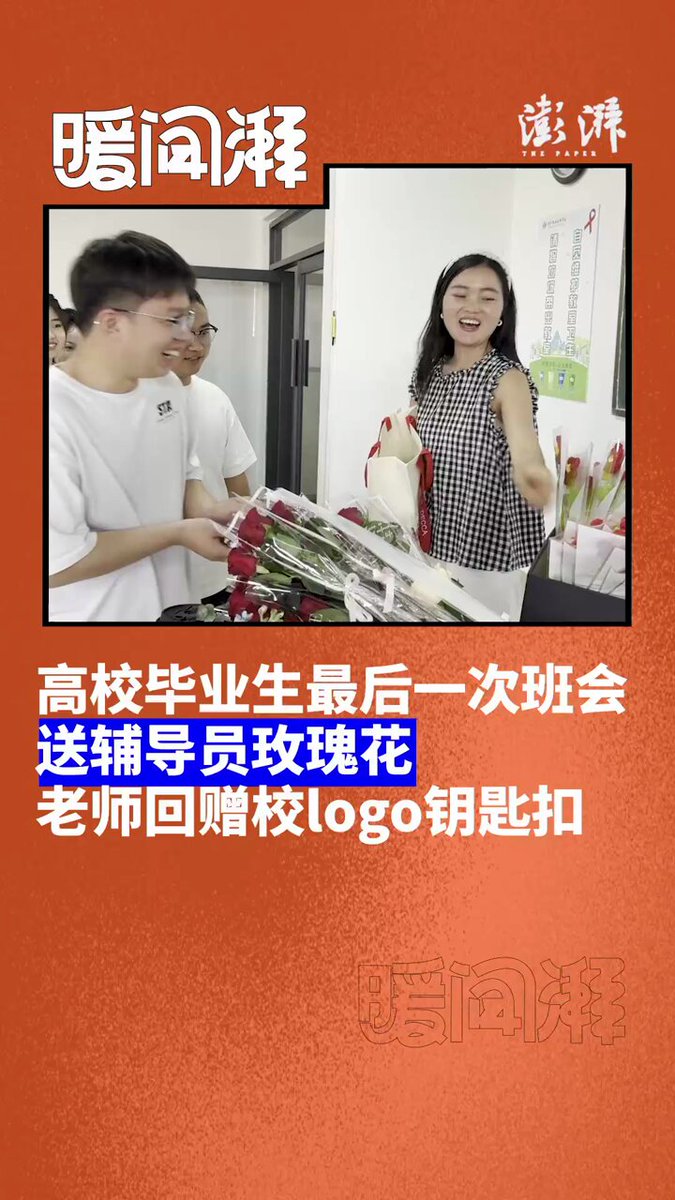 暖闻湃
澎湃
THE PAPER
高校毕业生最后一次班会
送辅导员玫瑰花
老师回赠校logo钥匙扣
暖闻湃